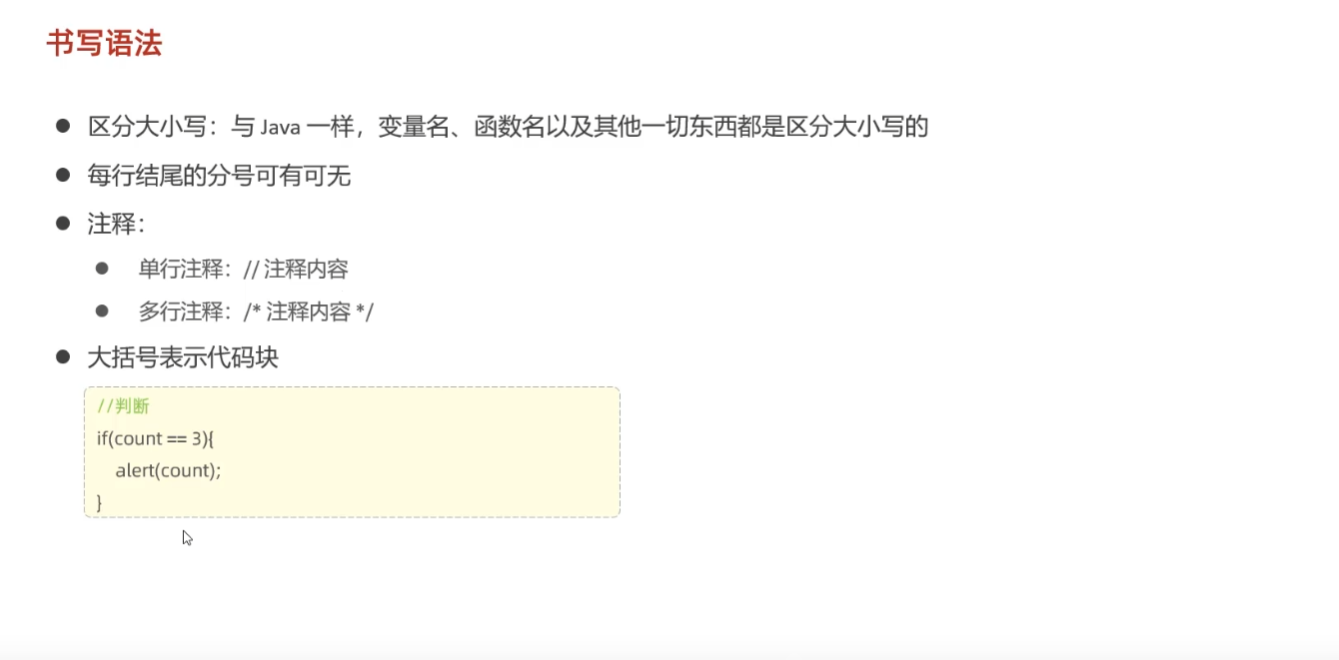 书写语法
● 区分大小写：与 Java 一样，变量名、函数名以及其他一切东西都是区分大小写的
● 每行结尾的分号可有可无
● 注释：
● 单行注释：// 注释内容
● 多行注释：/* 注释内容 */
● 大括号表示代码块
//判断
if(count == 3){
alert(count);
}